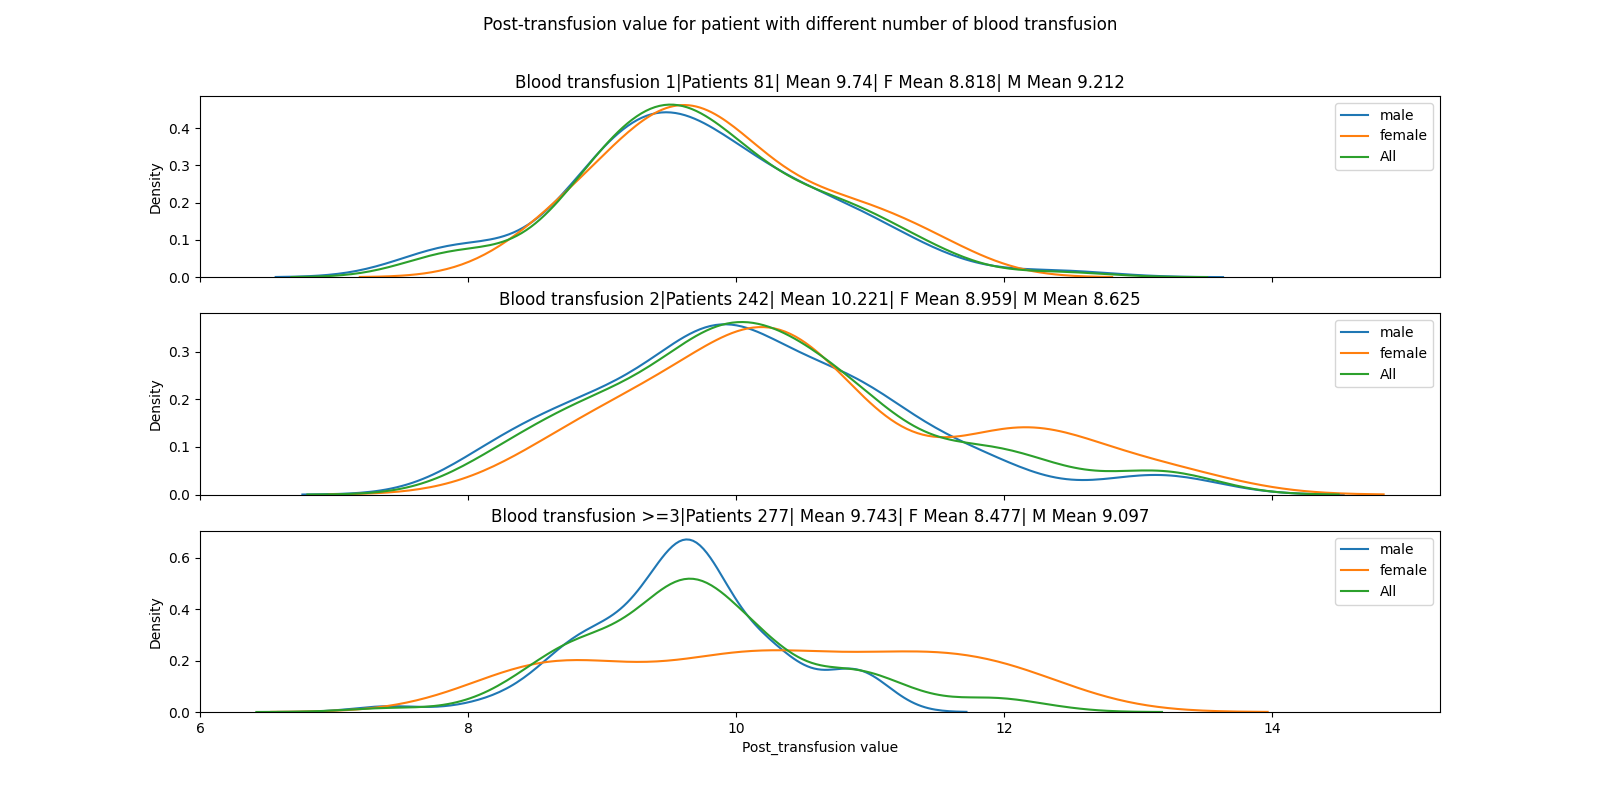 Post-transfusion value for patient with different number of blood transfusion
Blood transfusion 1|Patients 81| Mean 9.74| F Mean 8.818| M Mean 9.212
Density
0.4
0.3
0.2
0.1
0.0
male
female
All
Blood transfusion 2|Patients 242| Mean 10.221| F Mean 8.959| M Mean 8.625
Density
0.3
0.2
0.1
0.0
male
female
All
Blood transfusion >=3|Patients 277| Mean 9.743| F Mean 8.477| M Mean 9.097
Density
0.6
0.4
0.2
0.0
male
female
All
6 8 10 12 14
Post_transfusion value